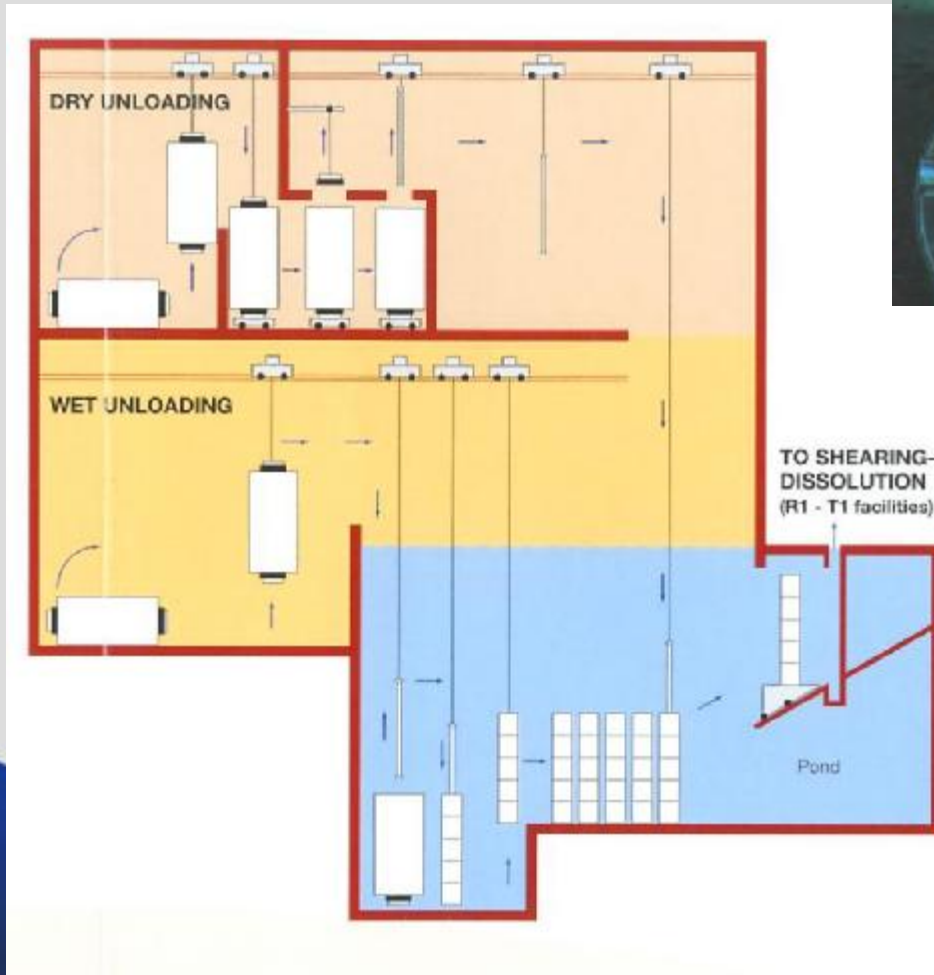 DRY UNLOADING
WET UNLOADING
TO SHEARING-
DISSOLUTION
(R1 - T1 facilities)
Pond